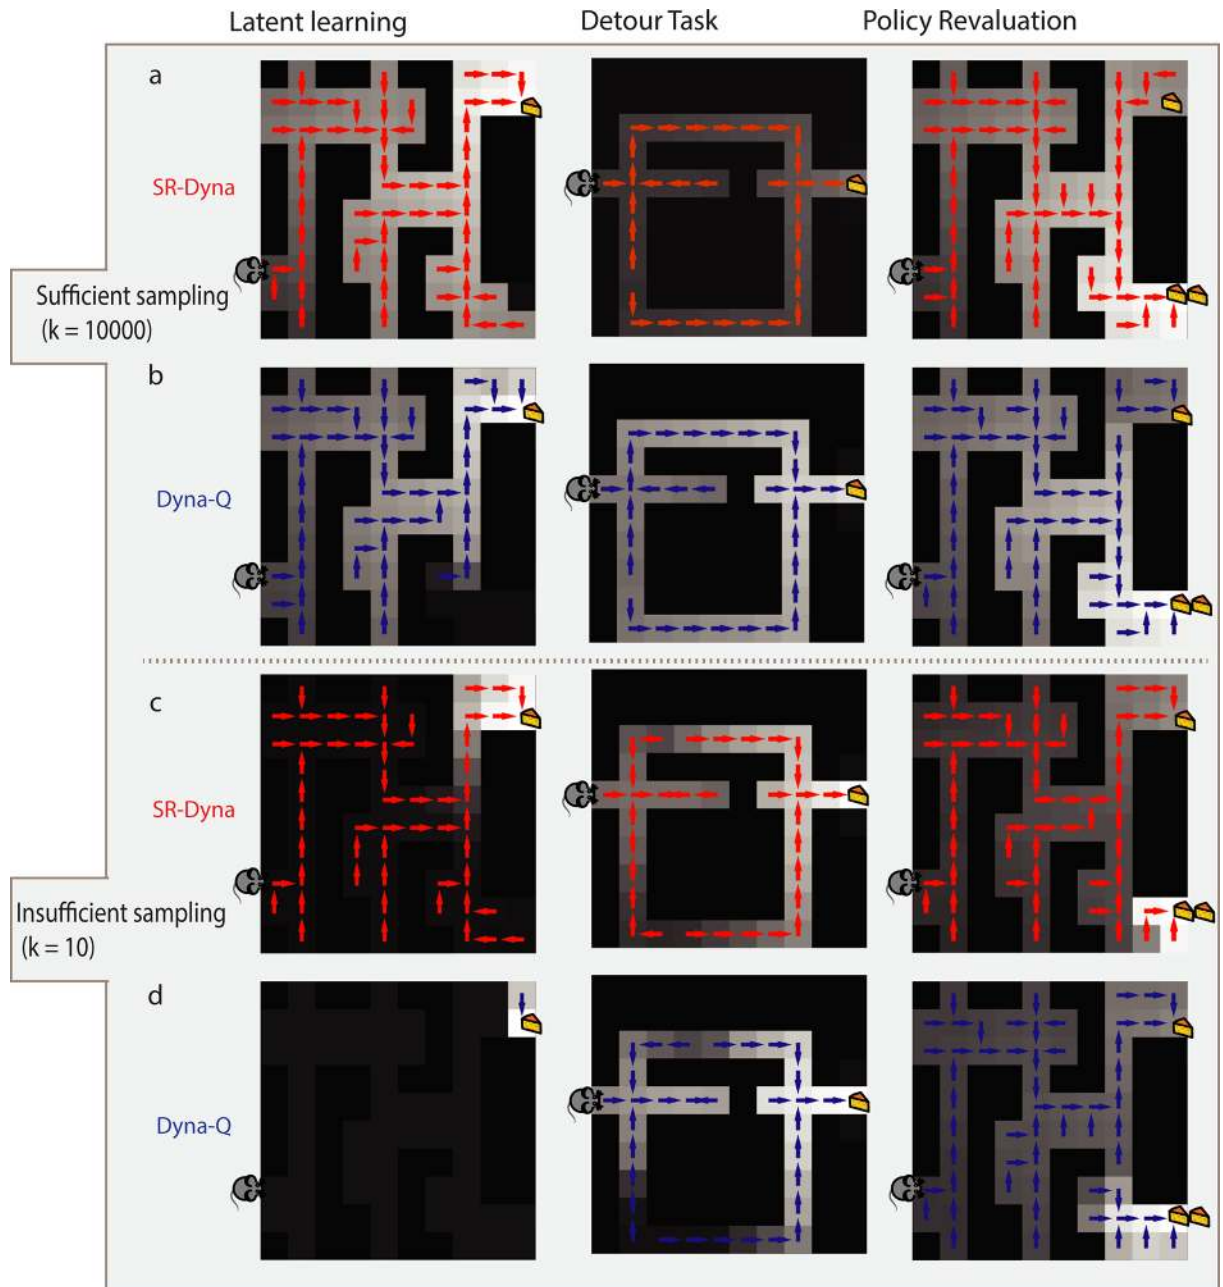 Latent learning
Detour Task
Policy Revaluation
a
SR-Dyna
Sufficient sampling
(k = 10000)
b
Dyna-Q
c
SR-Dyna
Insufficient sampling
(k = 10)
d
Dyna-Q